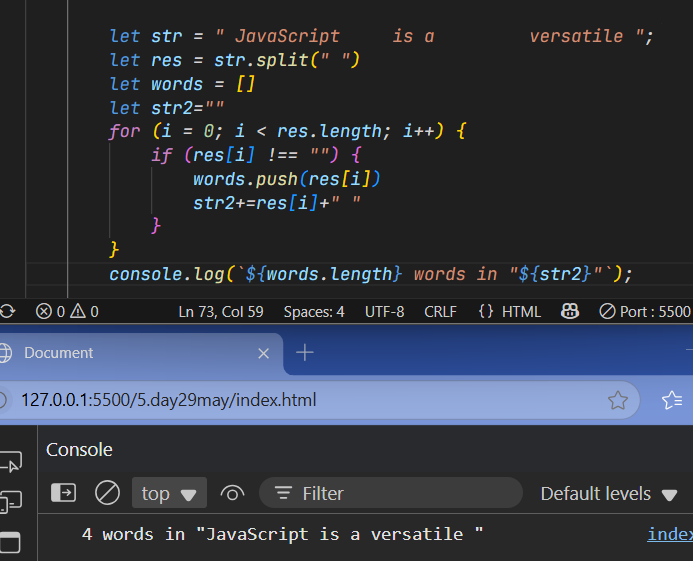 let str = " JavaScript     is a         versatile ";
let res = str.split(" ")
let words = []
let str2=""
for (i = 0; i < res.length; i++) {
    if (res[i] !== "") {
        words.push(res[i])
        str2+=res[i]+" "
    }
}
console.log(`${words.length} words in "${str2}"`);
0 0 Ln 73, Col 59 Spaces: 4 UTF-8 CRLF {} HTML Port : 5500
Document
127.0.0.1:5500/5.day29may/index.html
Console
top Filter Default levels
4 words in "JavaScript is a versatile " index